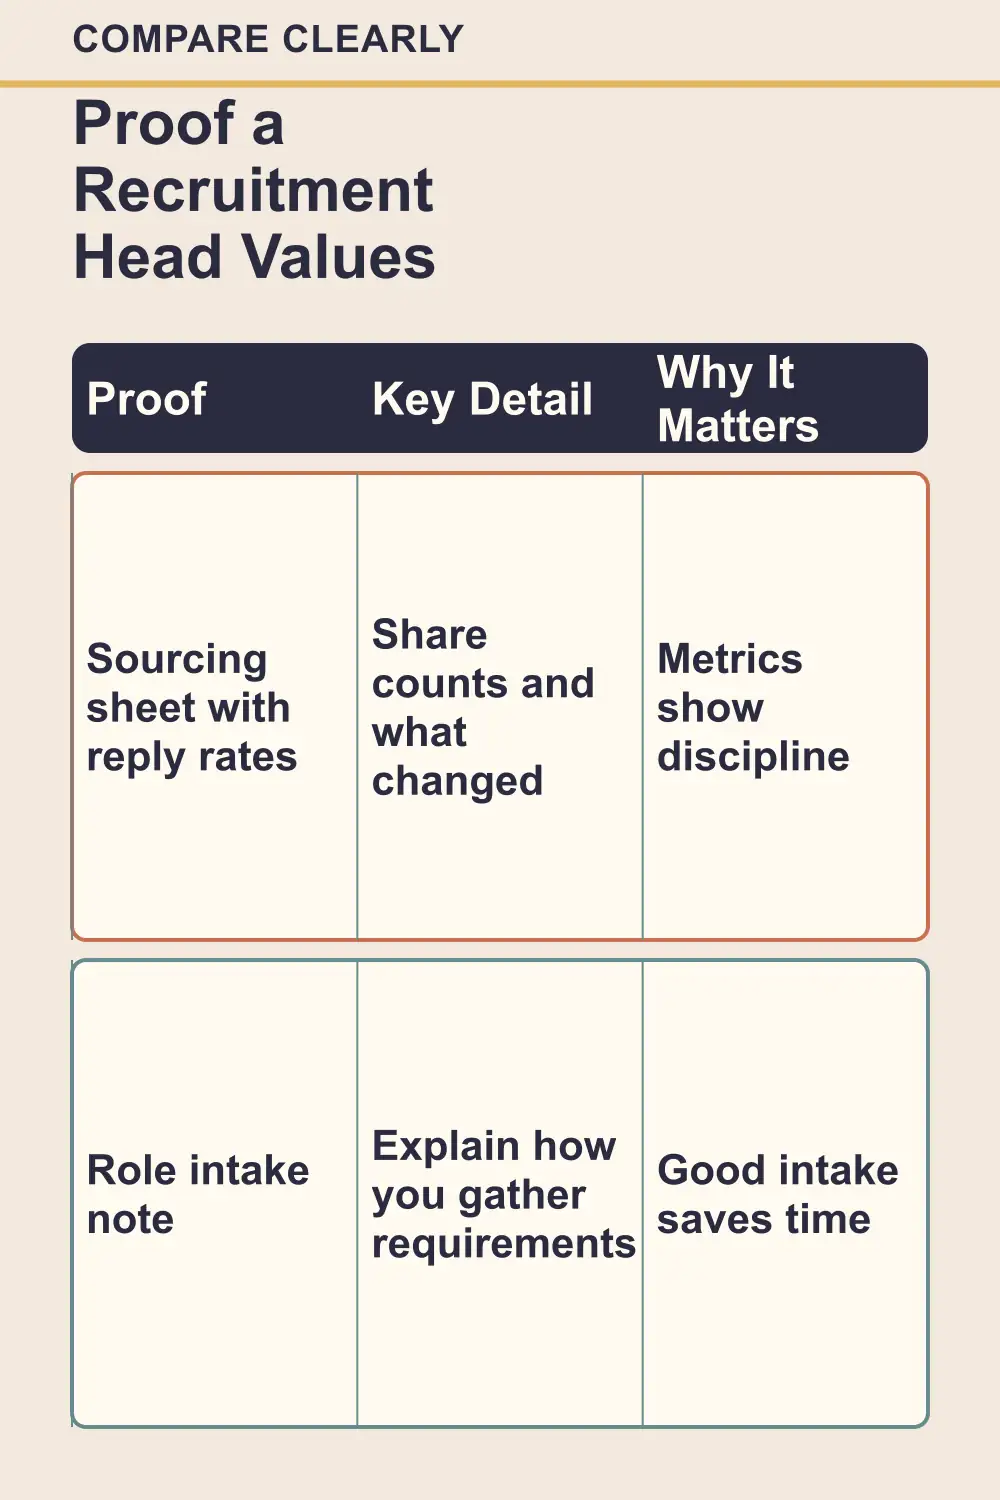 COMPARE CLEARLY
Proof a
Recruitment
Head Values
Proof
Key Detail
Why It
Matters
Sourcing
sheet with
reply rates
Share
counts and
what
changed
Metrics
show
discipline
Role intake
note
Explain how
you gather
requirements
Good intake
saves time